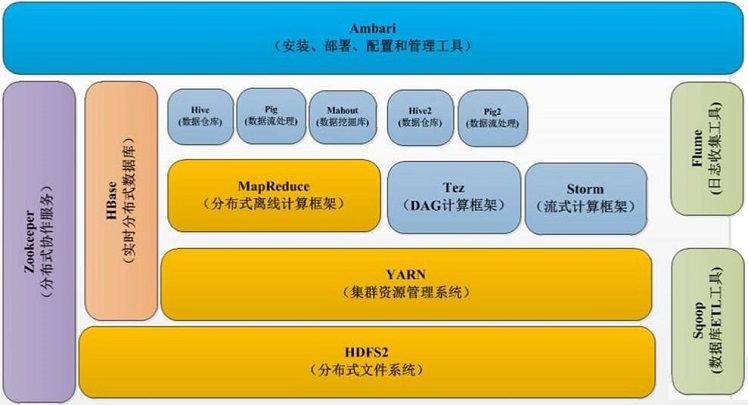 Ambari
（安装、部署、配置和管理工具）
Zookeeper
（分布式协作服务）
HBase
（实时分布式数据库）
Hive
（数据仓库）
Pig
（数据流处理）
Mahout
（数据挖掘库）
Hive2
（数据仓库）
Pig2
（数据流处理）
MapReduce
（分布式离线计算框架）
Tez
（DAG计算框架）
Storm
（流式计算框架）
YARN
（集群资源管理系统）
HDFS2
（分布式文件系统）
Flume
（日志收集工具）
Sqoop
（数据库ETL工具）